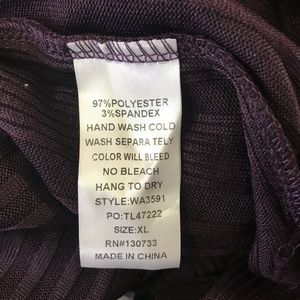 97%POLYESTER
3%SPANDEX
HAND WASH COLD
WASH SEPARA TELY
COLOR WILL BLEED
NO BLEACH
HANG TO DRY
STYLE:WA3591
PO:TL47222
SIZE:XL
RN#130733
MADE IN CHINA